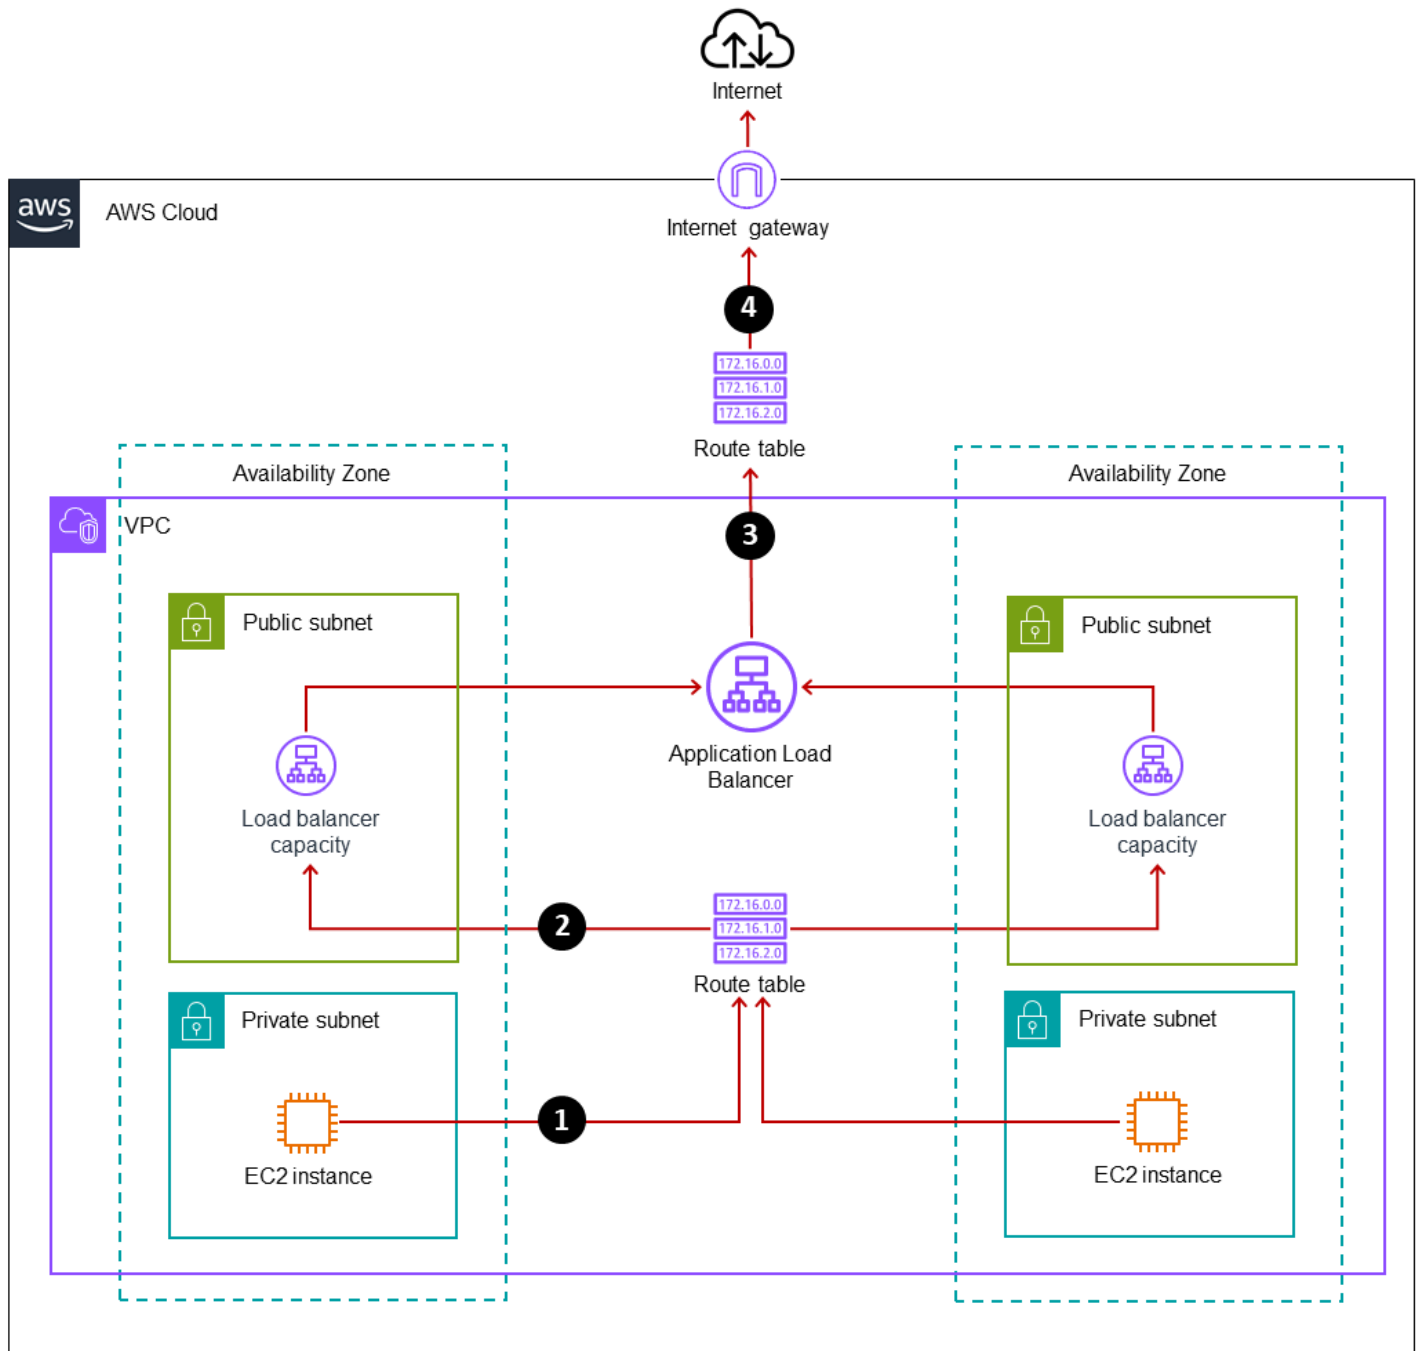 Internet
aws
AWS Cloud
Internet gateway
4
172.16.0.0
172.16.1.0
172.16.2.0
Route table
Availability Zone
Availability Zone
VPC
3
Public subnet
Public subnet
Application Load
Balancer
Load balancer
capacity
Load balancer
capacity
2
172.16.0.0
172.16.1.0
172.16.2.0
Route table
Private subnet
Private subnet
1
EC2 instance
EC2 instance